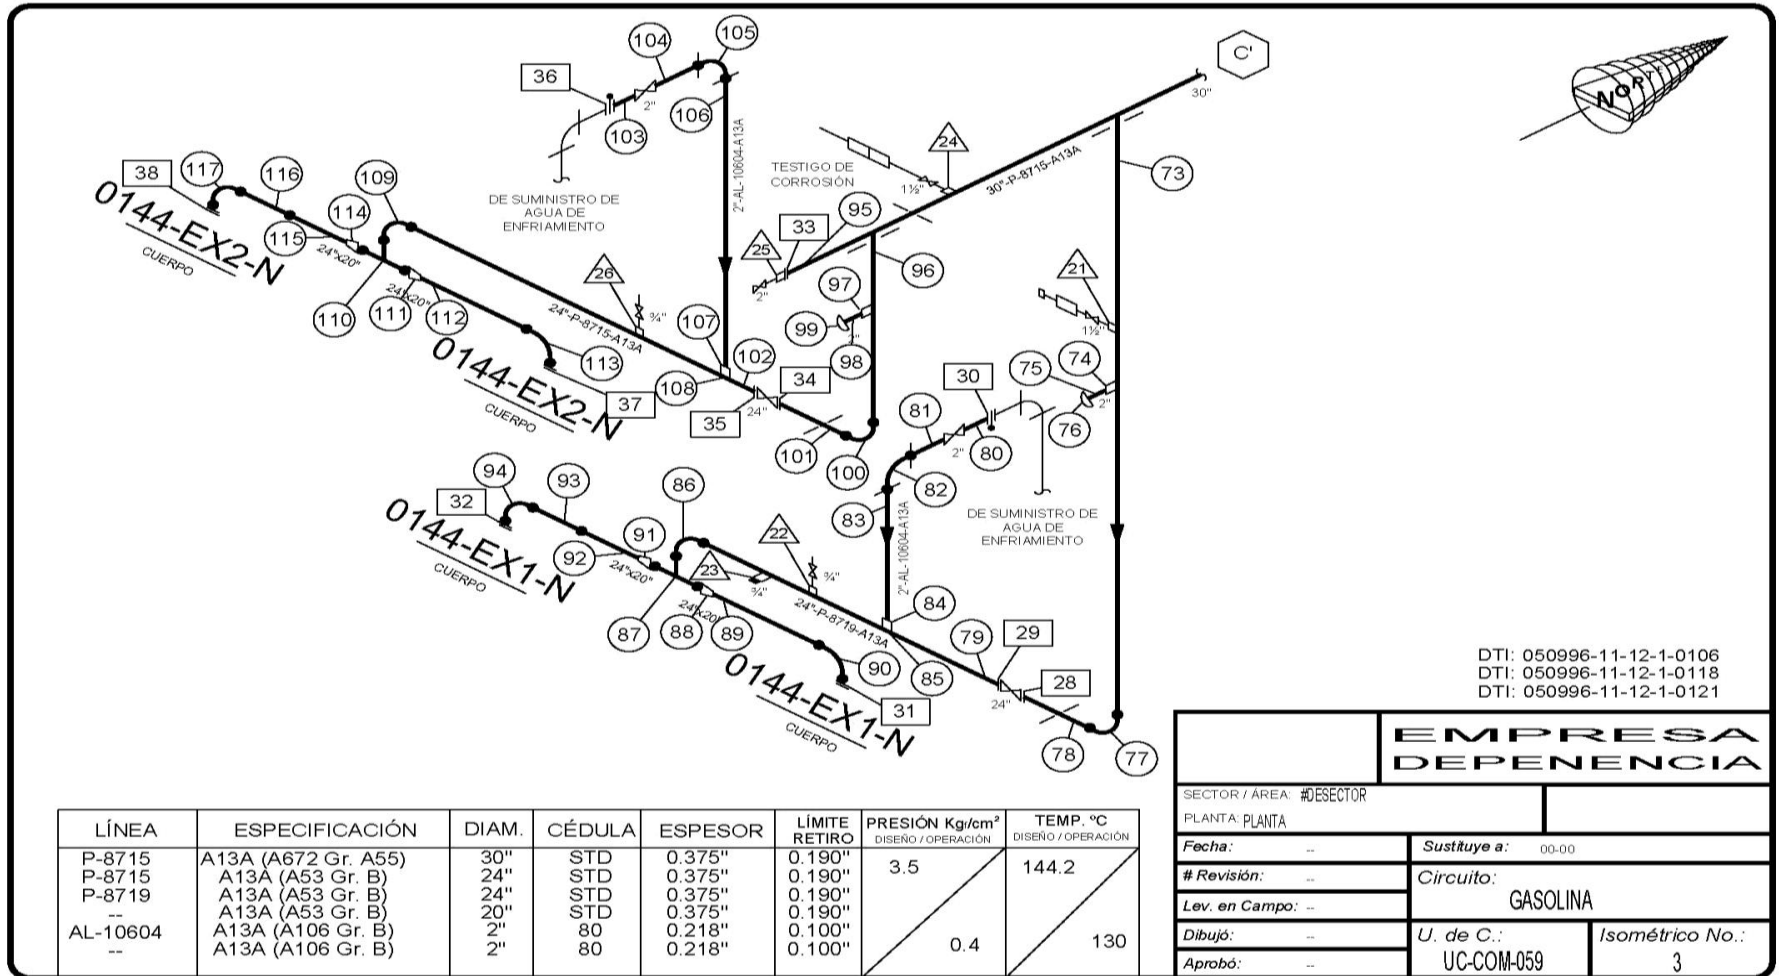 C'
105
104
36
2"
106
103
30"
NORTE
24
TESTIGO DE
CORROSIÓN
1½"
30"-P-8715-A13A
73
2"-AL-10604-A13A
38
117
116
109
DE SUMINISTRO DE
AGUA DE
ENFRIAMIENTO
95
33
114
115
24"x20"
0144-EX2-N
CUERPO
25
2"
26
¾"
96
97
21
99
2"
98
1½"
110
111
24"x20"
112
24"-P-8715-A13A
107
102
113
0144-EX2-N
CUERPO
37
108
34
24"
35
30
75
74
2"
76
81
2"
80
101
100
82
83
2"-AL-10604-A13A
DE SUMINISTRO DE
AGUA DE
ENFRIAMIENTO
94
93
86
32
0144-EX1-N
CUERPO
22
91
92
24"x20"
23
¾"
¾"
24"-P-8719-A13A
84
87
24"x20"
88
89
79
29
90
85
28
24"
0144-EX1-N
CUERPO
31
78
77
DTI: 050996-11-12-1-0106
DTI: 050996-11-12-1-0118
DTI: 050996-11-12-1-0121
LÍNEA ESPECIFICACIÓN DIAM. CÉDULA ESPESOR LÍMITE RETIRO PRESIÓN Kg/cm² DISEÑO / OPERACIÓN TEMP. ºC DISEÑO / OPERACIÓN
P-8715 A13A (A672 Gr. A55) 30" STD 0.375" 0.190"
P-8715 A13A (A53 Gr. B) 24" STD 0.375" 0.190"
P-8719 A13A (A53 Gr. B) 24" STD 0.375" 0.190"
-- A13A (A53 Gr. B) 20" STD 0.375" 0.190"
AL-10604 A13A (A106 Gr. B) 2" 80 0.218" 0.100"
-- A13A (A106 Gr. B) 2" 80 0.218" 0.100"
3.5 144.2
0.4 130
EMPRESA
DEPENENCIA
SECTOR / ÁREA: #DESECTOR
PLANTA: PLANTA
Fecha: --
Sustituye a: 00-00
# Revisión: --
Circuito:
GASOLINA
Lev. en Campo: --
Dibujó: --
U. de C.:
UC-COM-059
Isométrico No.:
3
Aprobó: --